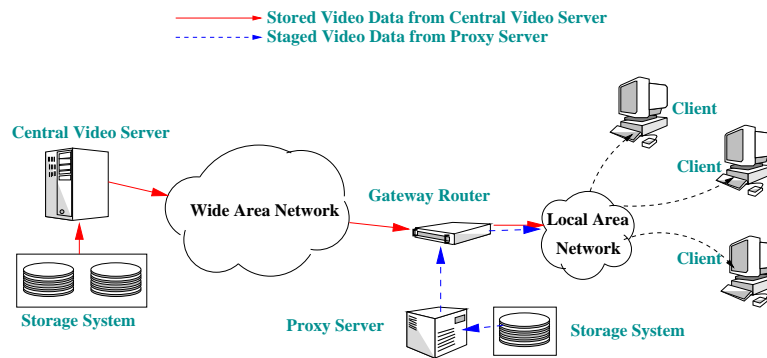 Stored Video Data from Central Video Server
Staged Video Data from Proxy Server
Client
Central Video Server
Client
Gateway Router
Wide Area Network
Local Area
Network
Client
Storage System
Proxy Server
Storage System